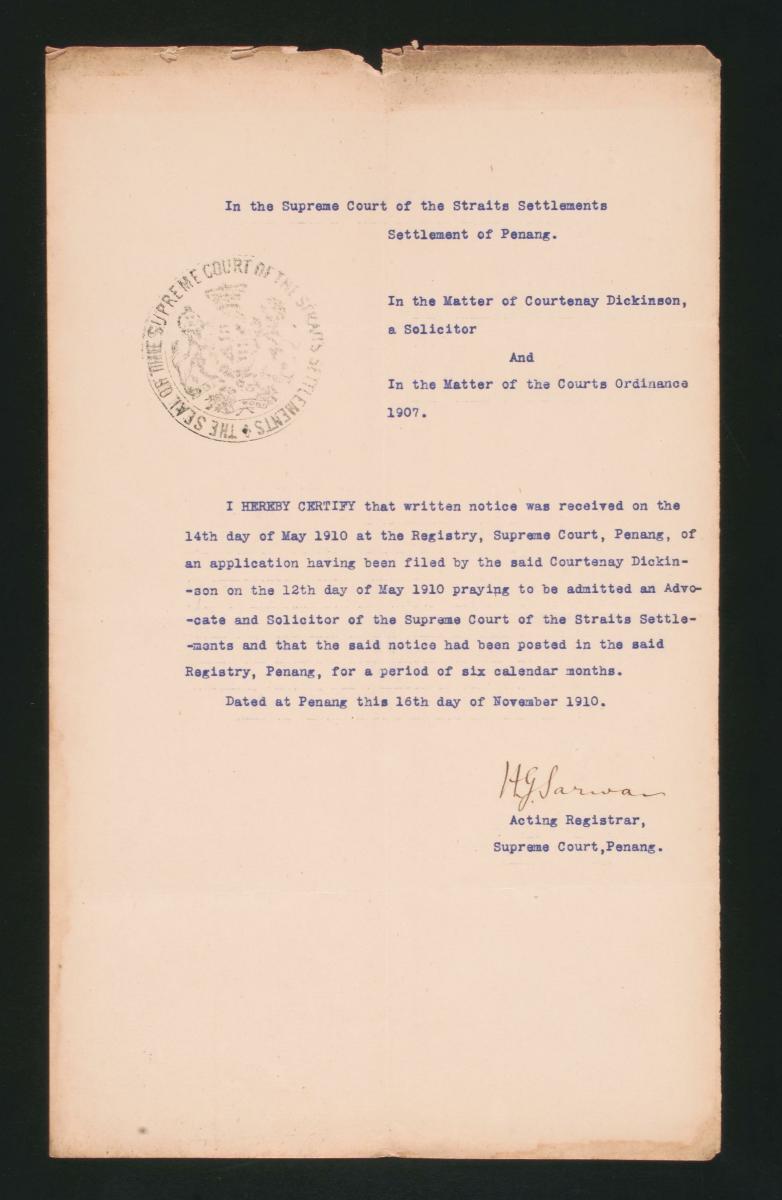 In the Supreme Court of the Straits Settlements
Settlement of Penang.
THE SEAL OF THE SUPREME COURT OF THE STRAITS SETTLEMENTS
In the Matter of Courtenay Dickinson,
a Solicitor
And
In the Matter of the Courts Ordinance
1907.
I HEREBY CERTIFY that written notice was received on the
14th day of May 1910 at the Registry, Supreme Court, Penang, of
an application having been filed by the said Courtenay Dickin-
-son on the 12th day of May 1910 praying to be admitted an Advo-
-cate and Solicitor of the Supreme Court of the Straits Settle-
-ments and that the said notice had been posted in the said
Registry, Penang, for a period of six calendar months.
Dated at Penang this 16th day of November 1910.
H.G. Sarwar
Acting Registrar,
Supreme Court,Penang.